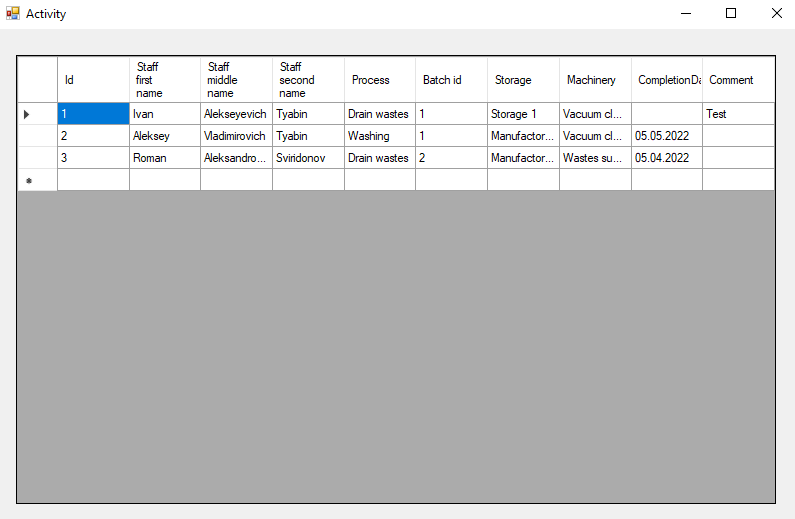 Activity
Id Staff first name Staff middle name Staff second name Process Batch id Storage Machinery CompletionDa Comment
1 Ivan Alekseyevich Tyabin Drain wastes 1 Storage 1 Vacuum cl... Test
2 Aleksey Vladimirovich Tyabin Washing 1 Manufactor... Vacuum cl... 05.05.2022
3 Roman Aleksandro... Sviridonov Drain wastes 2 Manufactor... Wastes su... 05.04.2022